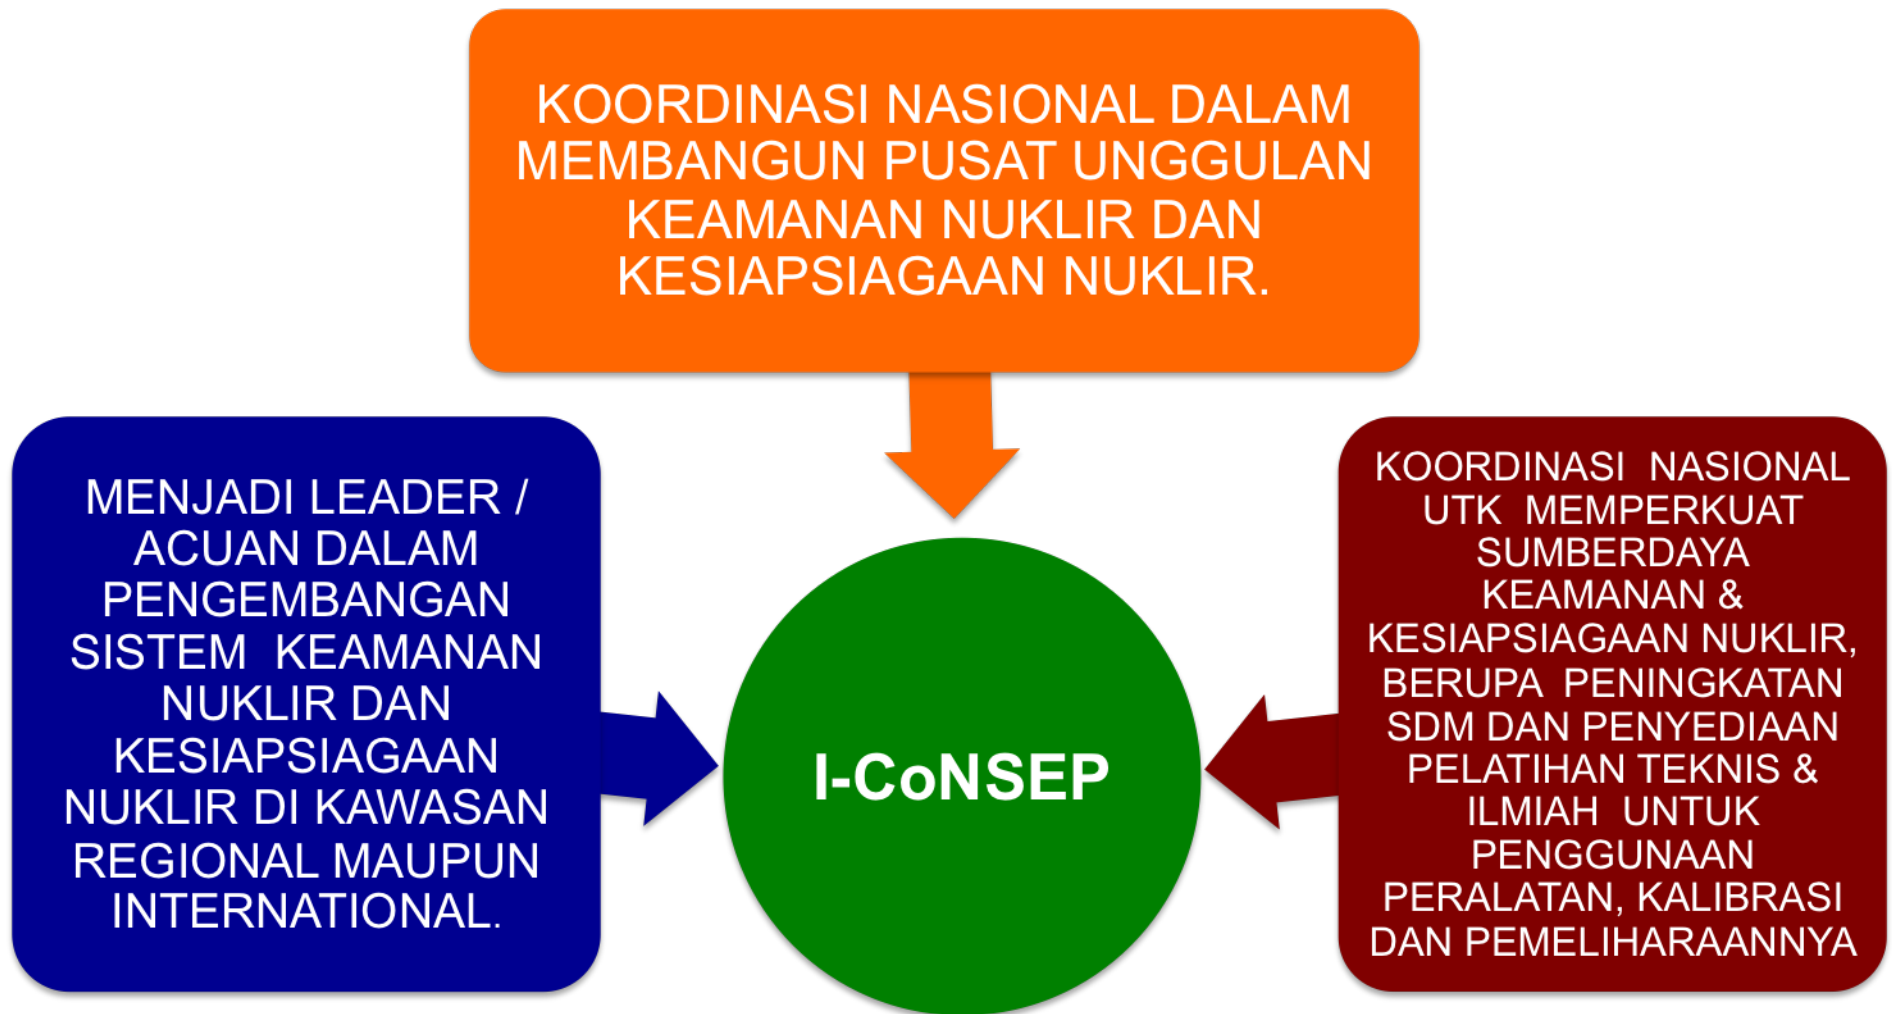 KOORDINASI NASIONAL DALAM
MEMBANGUN PUSAT UNGGULAN
KEAMANAN NUKLIR DAN
KESIAPSIAGAAN NUKLIR.
MENJADI LEADER /
ACUAN DALAM
PENGEMBANGAN
SISTEM KEAMANAN
NUKLIR DAN
KESIAPSIAGAAN
NUKLIR DI KAWASAN
REGIONAL MAUPUN
INTERNATIONAL.
I-CoNSEP
KOORDINASI NASIONAL
UTK MEMPERKUAT
SUMBERDAYA
KEAMANAN &
KESIAPSIAGAAN NUKLIR,
BERUPA PENINGKATAN
SDM DAN PENYEDIAAN
PELATIHAN TEKNIS &
ILMIAH UNTUK
PENGGUNAAN
PERALATAN, KALIBRASI
DAN PEMELIHARAANNYA